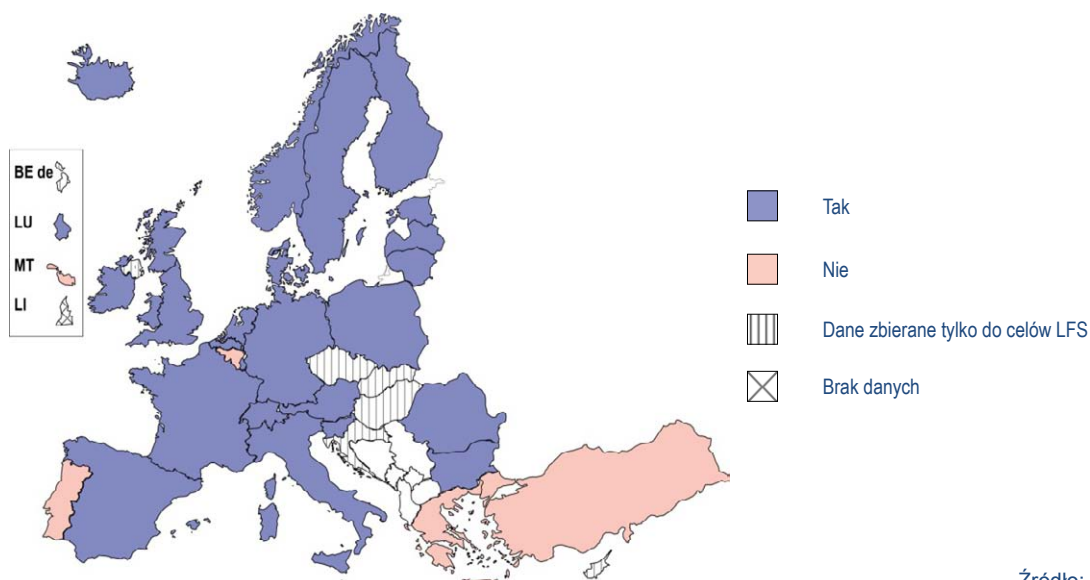 BE de
LU
MT
LI
Tak
Nie
Dane zbierane tylko do celów LFS
Brak danych
Źródło: